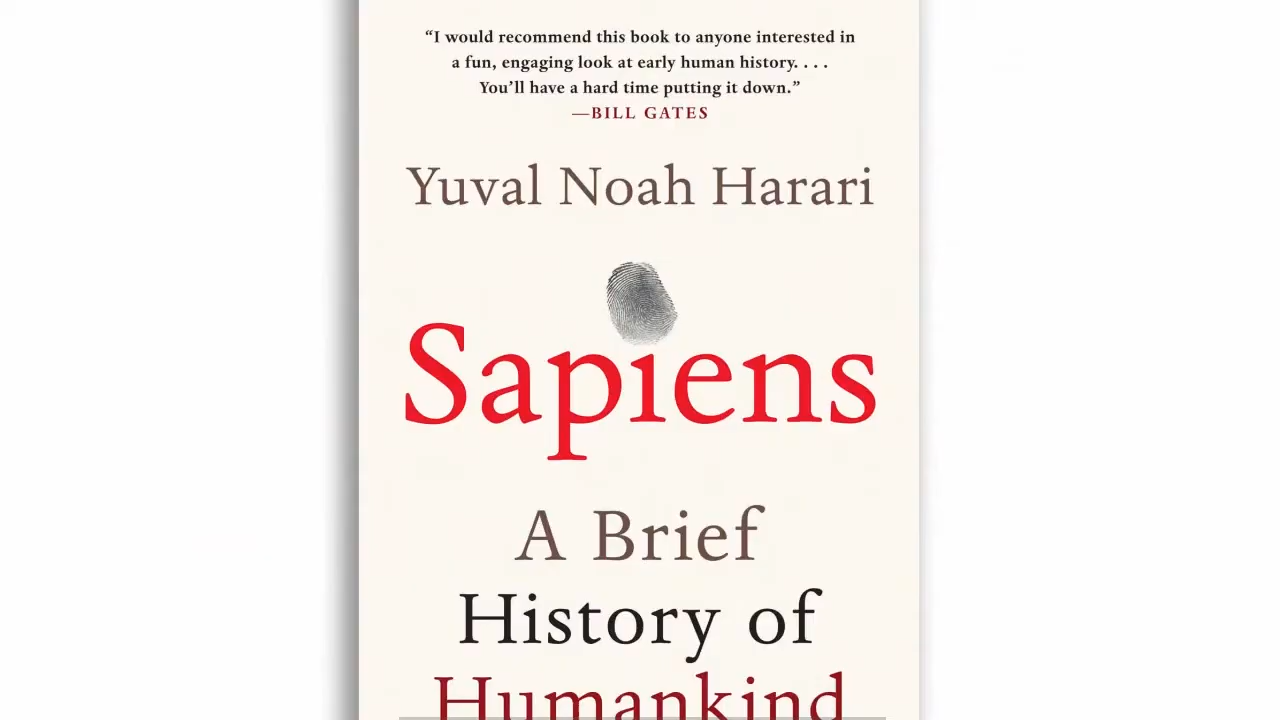 “I would recommend this book to anyone interested in
a fun, engaging look at early human history. . . .
You’ll have a hard time putting it down.”
—BILL GATES
Yuval Noah Harari
Sapiens
A Brief
History of
Humankind